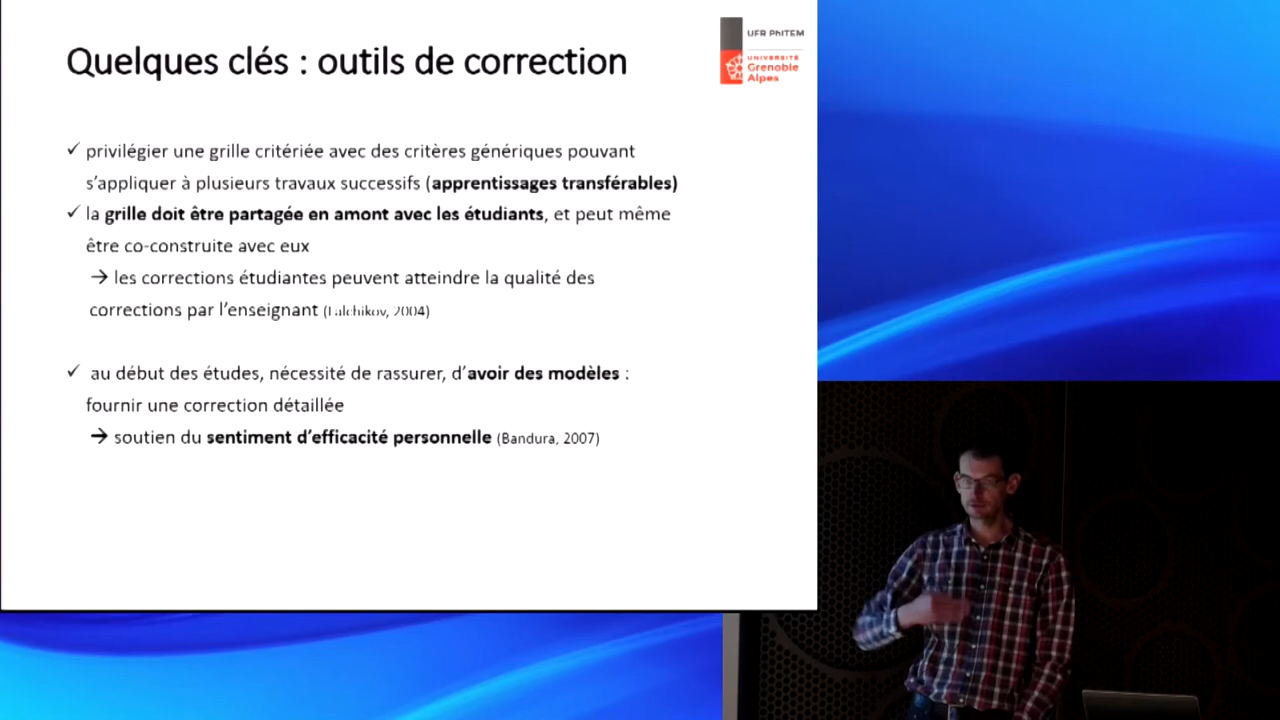 Quelques clés : outils de correction
UFR PhITEM
UNIVERSITÉ
Grenoble
Alpes
✓ privilégier une grille critériée avec des critères génériques pouvant
s’appliquer à plusieurs travaux successifs (apprentissages transférables)
✓ la grille doit être partagée en amont avec les étudiants, et peut même
être co-construite avec eux
→ les corrections étudiantes peuvent atteindre la qualité des
corrections par l’enseignant (Falchikov, 2004)
✓ au début des études, nécessité de rassurer, d’avoir des modèles :
fournir une correction détaillée
→ soutien du sentiment d’efficacité personnelle (Bandura, 2007)